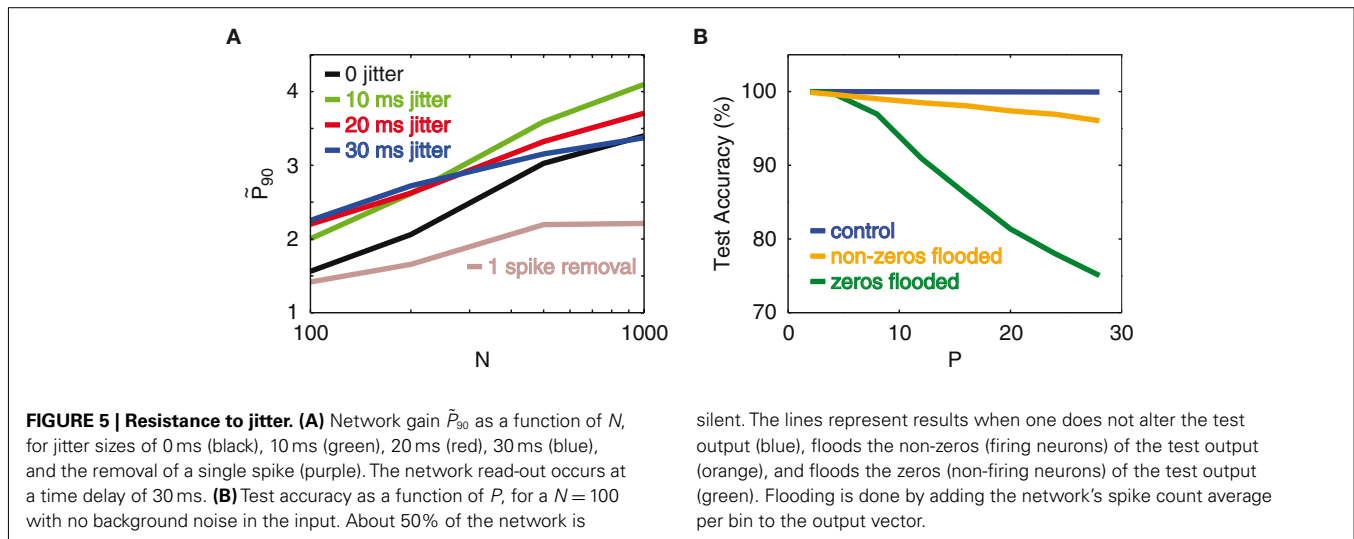 A
0 jitter
10 ms jitter
20 ms jitter
30 ms jitter
1 spike removal
4
3
2
1
P̃90
100
1000
N
B
100
90
80
70
Test Accuracy (%)
control
non-zeros flooded
zeros flooded
0
10
20
30
P
FIGURE 5 | Resistance to jitter. (A) Network gain P̃90 as a function of N,
for jitter sizes of 0 ms (black), 10 ms (green), 20 ms (red), 30 ms (blue),
and the removal of a single spike (purple). The network read-out occurs at
a time delay of 30 ms. (B) Test accuracy as a function of P, for a N = 100
with no background noise in the input. About 50% of the network is
silent. The lines represent results when one does not alter the test
output (blue), floods the non-zeros (firing neurons) of the test output
(orange), and floods the zeros (non-firing neurons) of the test output
(green). Flooding is done by adding the network's spike count average
per bin to the output vector.